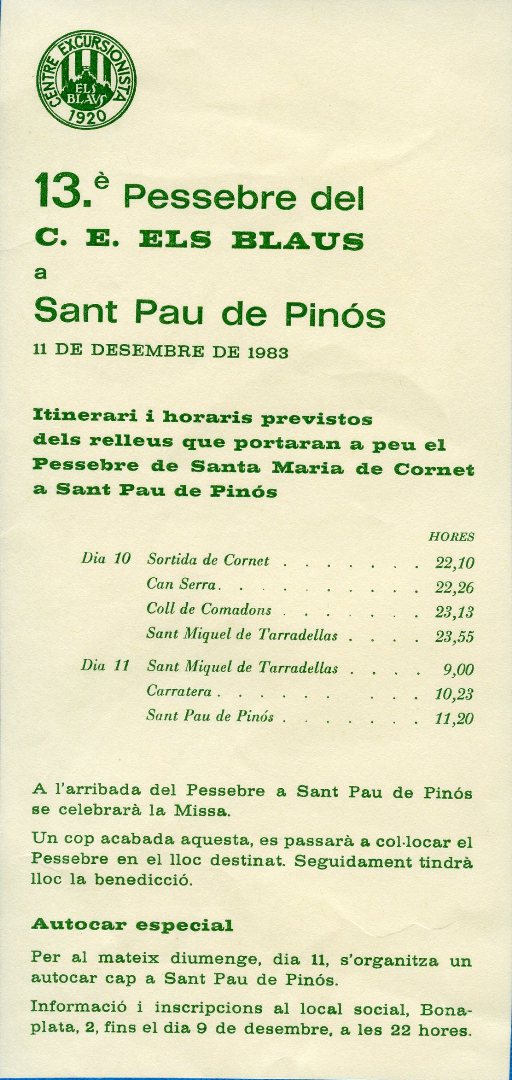 CENTRE EXCURSIONISTA
ELS
BLAUS
1920
13.è Pessebre del
C. E. ELS BLAUS
a
Sant Pau de Pinós
11 DE DESEMBRE DE 1983
Itinerari i horaris previstos
dels relleus que portaran a peu el
Pessebre de Santa Maria de Cornet
a Sant Pau de Pinós
HORES
Dia 10 Sortida de Cornet . . . . . . . 22,10
Can Serra. . . . . . . . . . 22,26
Coll de Comadons . . . . . . . 23,13
Sant Miquel de Tarradellas . . . . 23,55
Dia 11 Sant Miquel de Tarradellas . . . . 9,00
Carratera . . . . . . . . . . 10,23
Sant Pau de Pinós . . . . . . . 11,20
A l'arribada del Pessebre a Sant Pau de Pinós
se celebrarà la Missa.
Un cop acabada aquesta, es passarà a col·locar el
Pessebre en el lloc destinat. Seguidament tindrà
lloc la benedicció.
Autocar especial
Per al mateix diumenge, dia 11, s'organitza un
autocar cap a Sant Pau de Pinós.
Informació i inscripcions al local social, Bona-
plata, 2, fins el dia 9 de desembre, a les 22 hores.